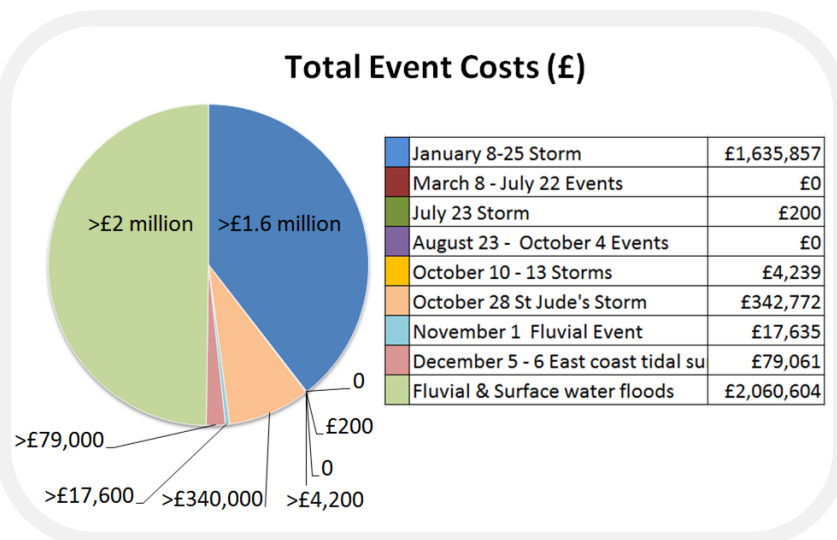 Total Event Costs (£)
>£2 million
>£1.6 million
0
£200
0
>£4,200
>£340,000
>£17,600
>£79,000
January 8-25 Storm £1,635,857
March 8 - July 22 Events £0
July 23 Storm £200
August 23 - October 4 Events £0
October 10 - 13 Storms £4,239
October 28 St Jude's Storm £342,772
November 1 Fluvial Event £17,635
December 5 - 6 East coast tidal su £79,061
Fluvial & Surface water floods £2,060,604